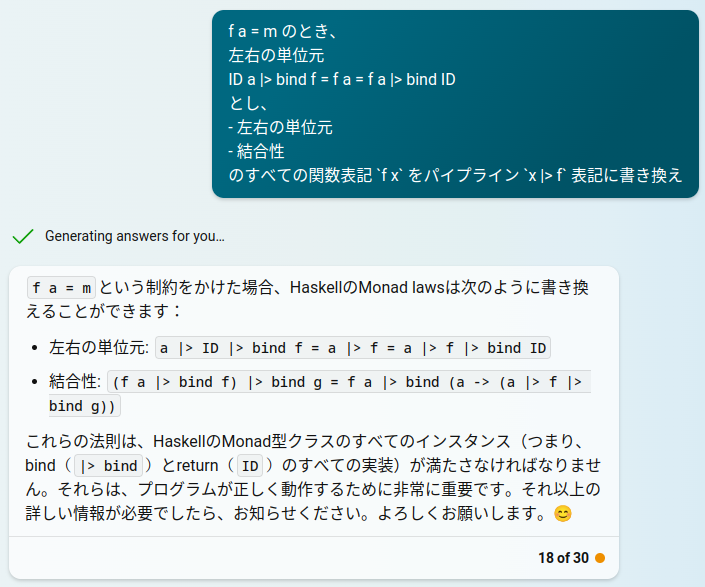 f a = m のとき、
左右の単位元
ID a |> bind f = f a = f a |> bind ID
とし、
- 左右の単位元
- 結合性
のすべての関数表記 `f x` をパイプライン `x |> f` 表記に書き換え
Generating answers for you…
f a = m という制約をかけた場合、HaskellのMonad lawsは次のように書き換
えることができます：
• 左右の単位元: a |> ID |> bind f = a |> f = a |> f |> bind ID
• 結合性: (f a |> bind f) |> bind g = f a |> bind (a -> (a |> f |>
bind g))
これらの法則は、HaskellのMonad型クラスのすべてのインスタンス（つまり、
bind（ |> bind ）とreturn（ ID ）のすべての実装）が満たさなければなりませ
ん。それらは、プログラムが正しく動作するために非常に重要です。それ以上の
詳しい情報が必要でしたら、お知らせください。よろしくお願いします。😊
18 of 30